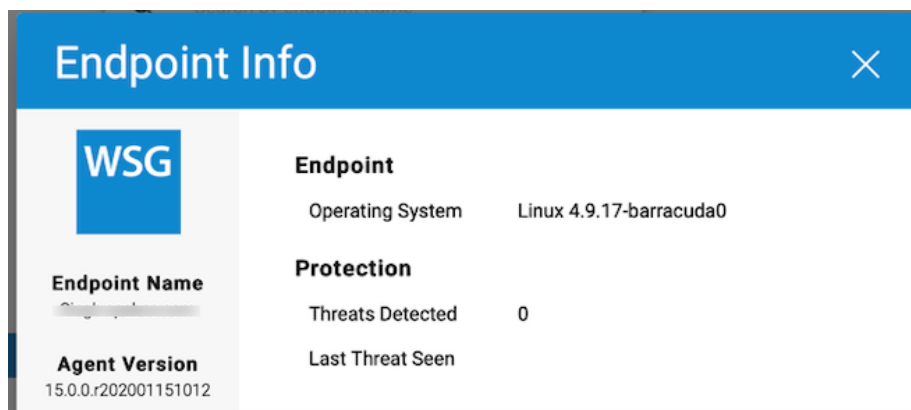 Endpoint Info
WSG
Endpoint Name
Agent Version
15.0.0.r202001151012
Endpoint
Operating System Linux 4.9.17-barracuda0
Protection
Threats Detected 0
Last Threat Seen